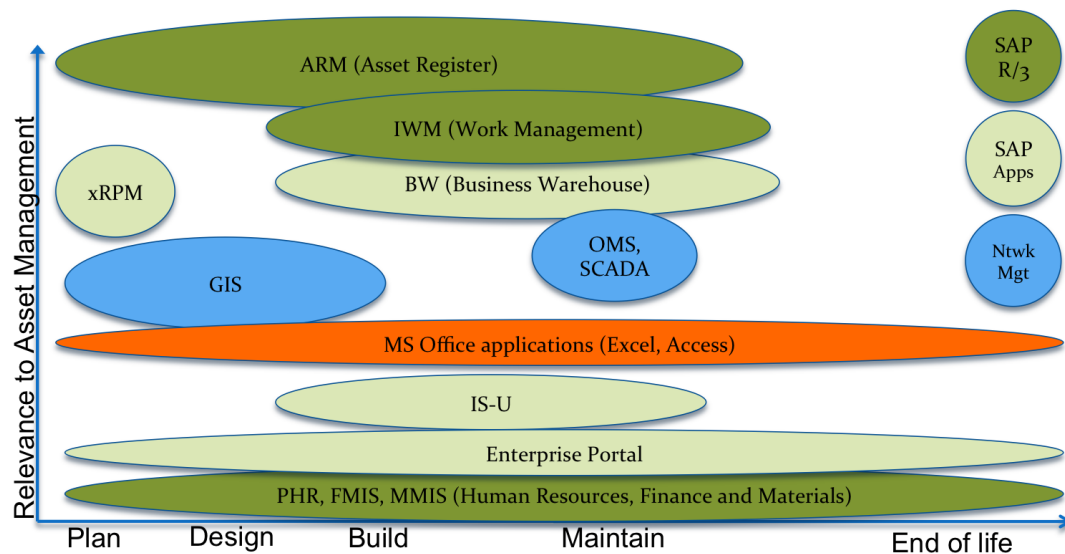 Relevance to Asset Management
ARM (Asset Register)
IWM (Work Management)
BW (Business Warehouse)
xRPM
OMS,
SCADA
GIS
MS Office applications (Excel, Access)
IS-U
Enterprise Portal
PHR, FMIS, MMIS (Human Resources, Finance and Materials)
SAP
R/3
SAP
Apps
Ntwk
Mgt
Plan
Design
Build
Maintain
End of life